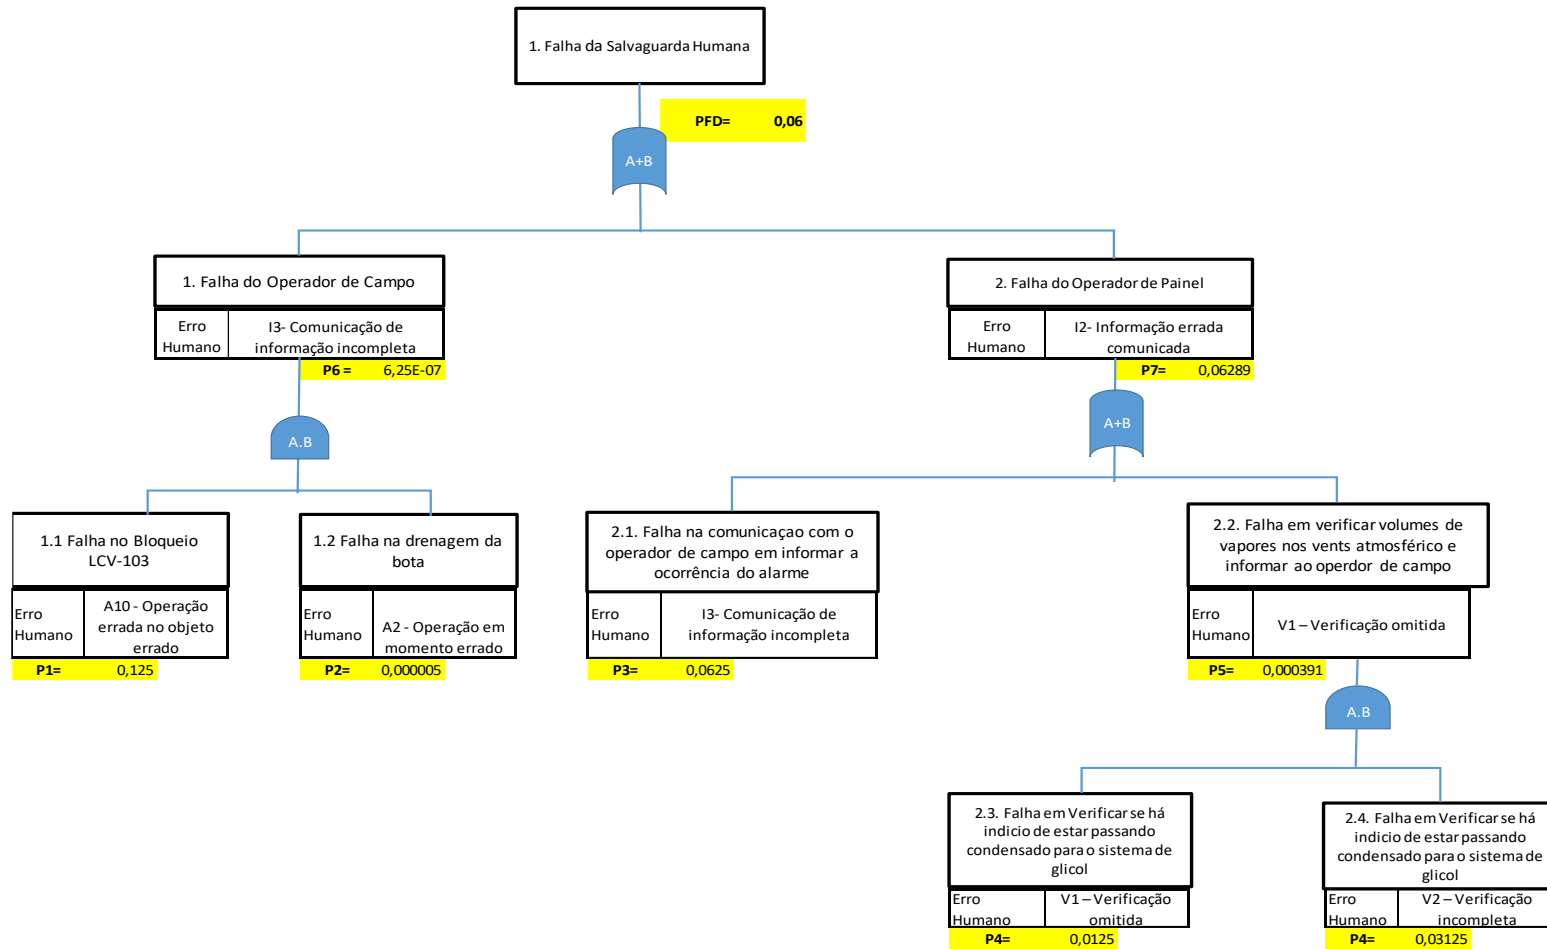 1. Falha da Salvaguarda Humana
PFD= 0,06
A+B
1. Falha do Operador de Campo
Erro
Humano
I3- Comunicação de
informação incompleta
P6 = 6,25E-07
2. Falha do Operador de Painel
Erro
Humano
I2- Informação errada
comunicada
P7= 0,06289
A.B
A+B
1.1 Falha no Bloqueio
LCV-103
Erro
Humano
A10 - Operação
errada no objeto
errado
P1= 0,125
1.2 Falha na drenagem da
bota
Erro
Humano
A2 - Operação em
momento errado
P2= 0,000005
2.1. Falha na comunicaçao com o
operador de campo em informar a
ocorrência do alarme
Erro
Humano
I3- Comunicação de
informação incompleta
P3= 0,0625
2.2. Falha em verificar volumes de
vapores nos vents atmosférico e
informar ao operdor de campo
Erro
Humano
V1 – Verificação omitida
P5= 0,000391
A.B
2.3. Falha em Verificar se há
indicio de estar passando
condensado para o sistema de
glicol
Erro
Humano
V1 – Verificação
omitida
P4= 0,0125
2.4. Falha em Verificar se há
indicio de estar passando
condensado para o sistema de
glicol
Erro
Humano
V2 – Verificação
incompleta
P4= 0,03125